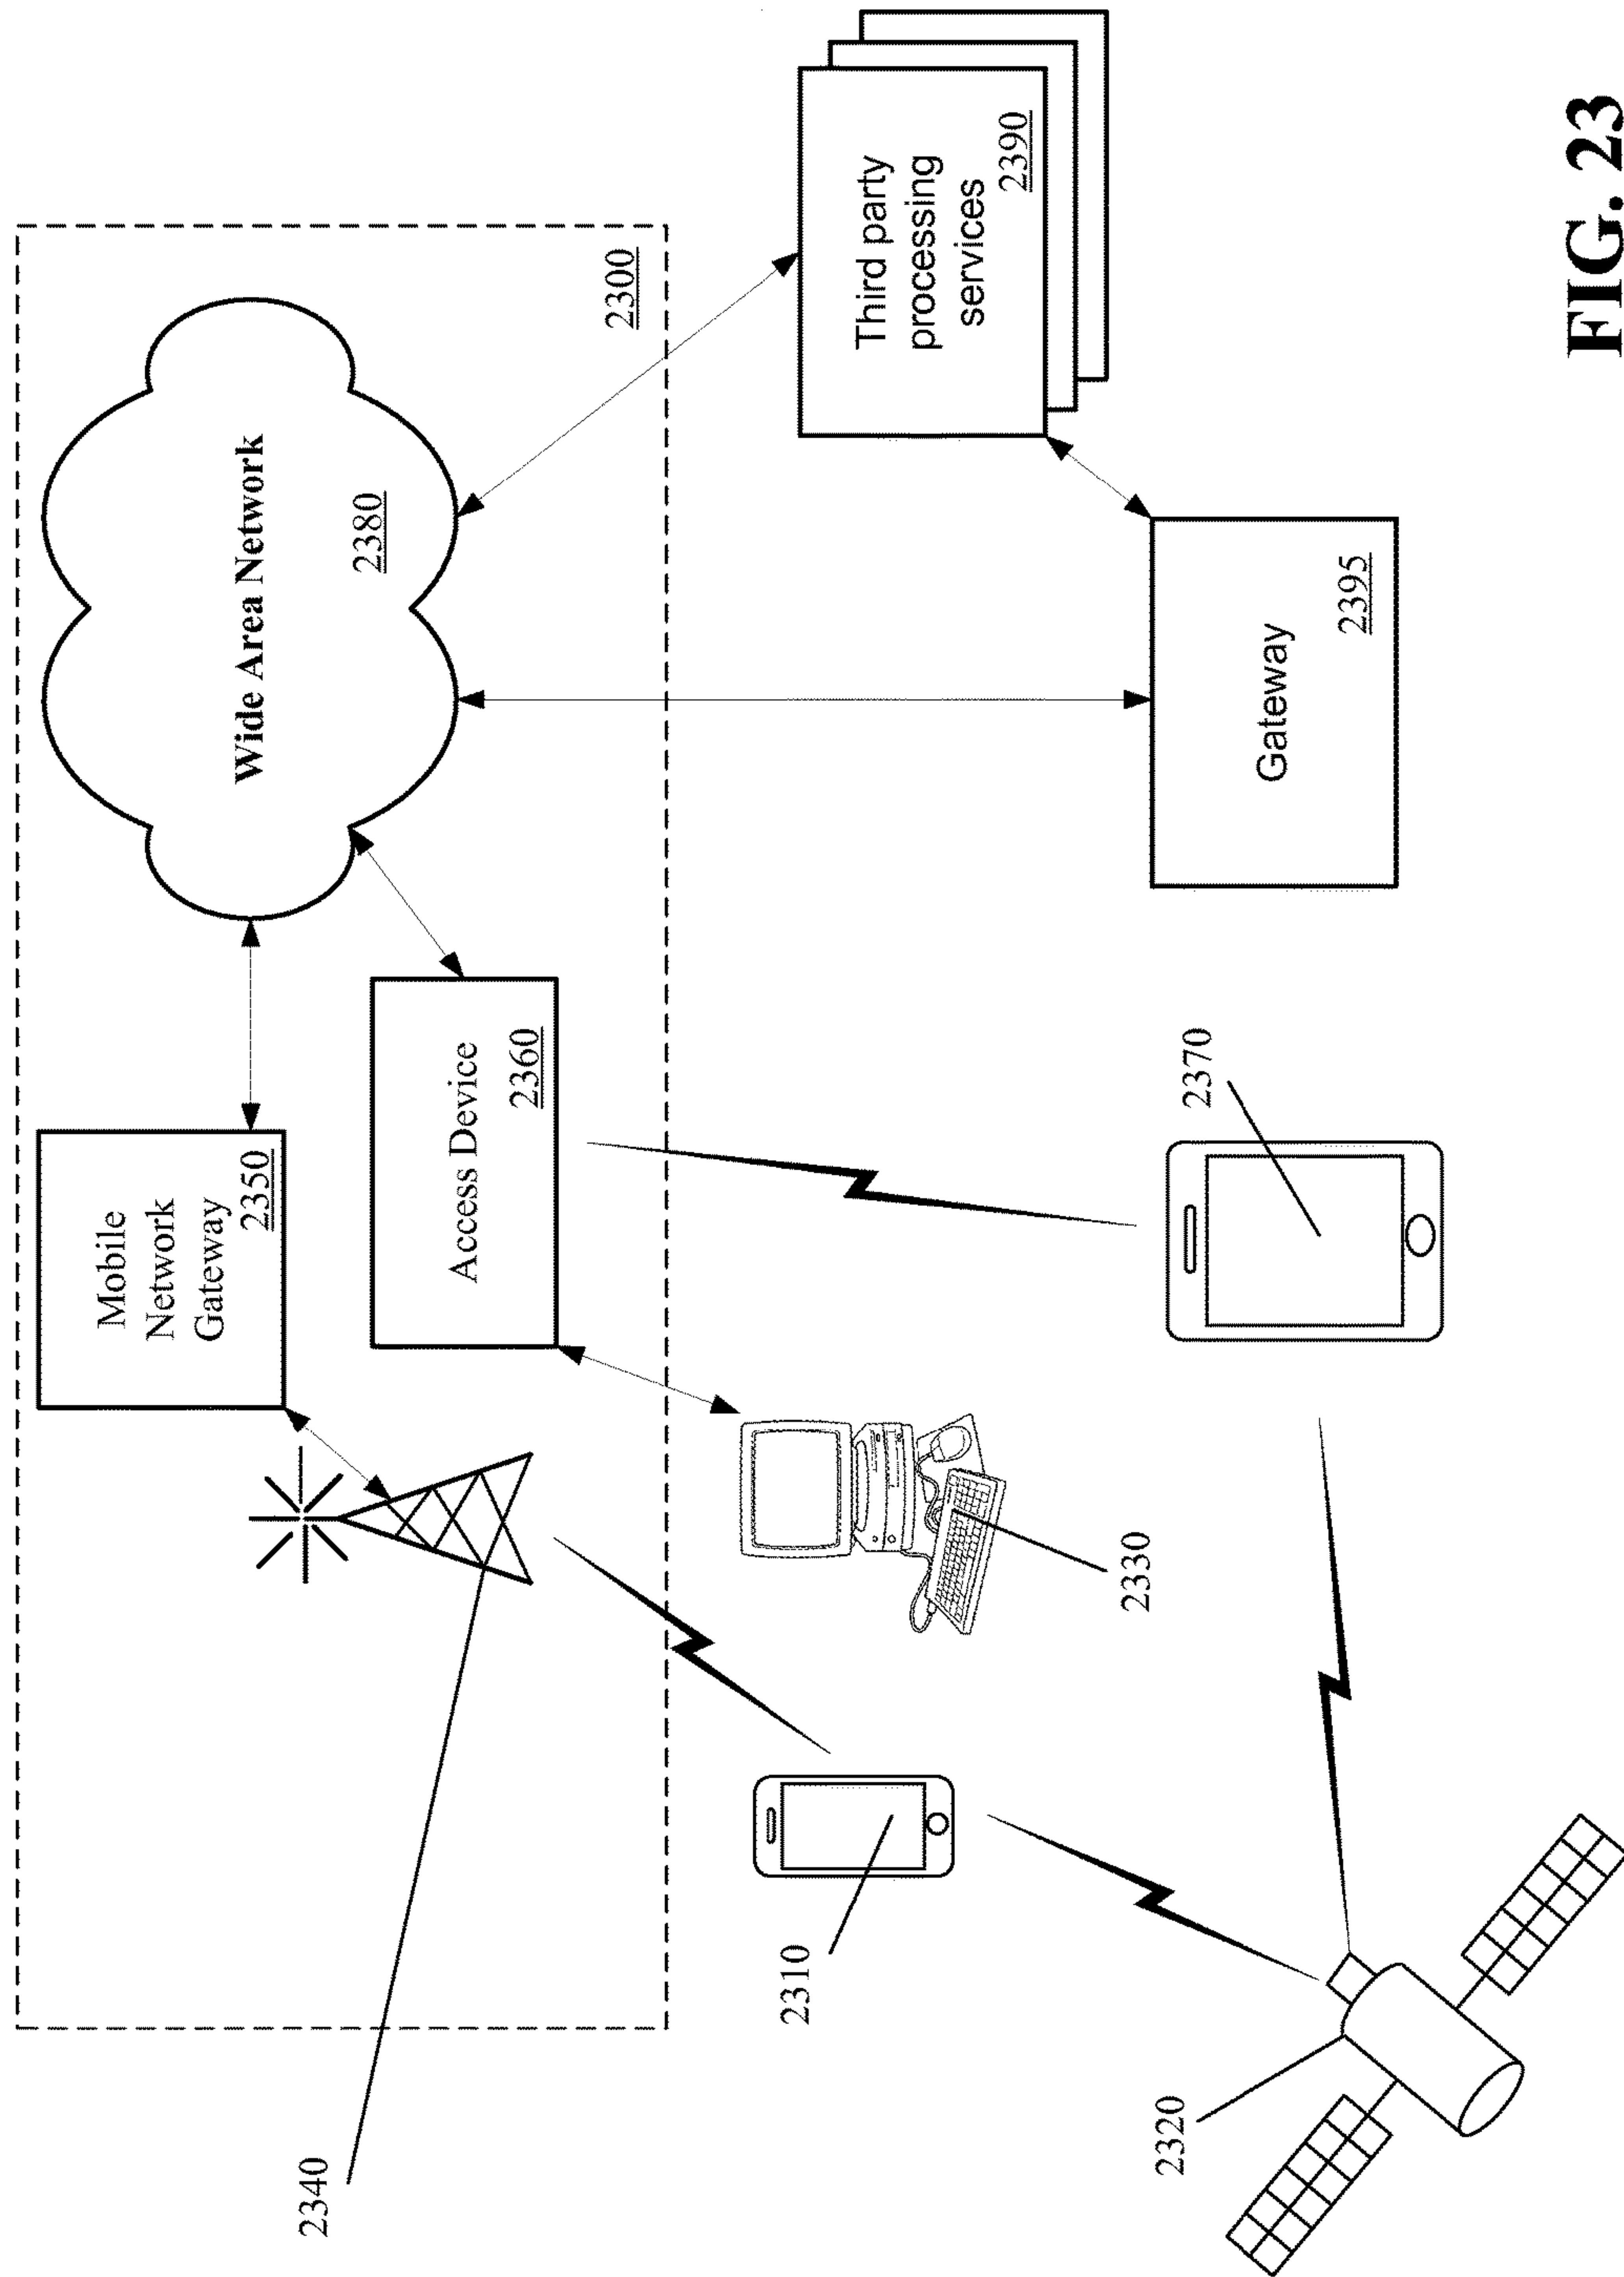 2340
Mobile
Network
Gateway
2350
Wide Area Network
2380
Access Device
2360
2300
2310
2330
Third party
processing
services
2390
2320
2370
Gateway
2395
FIG. 23